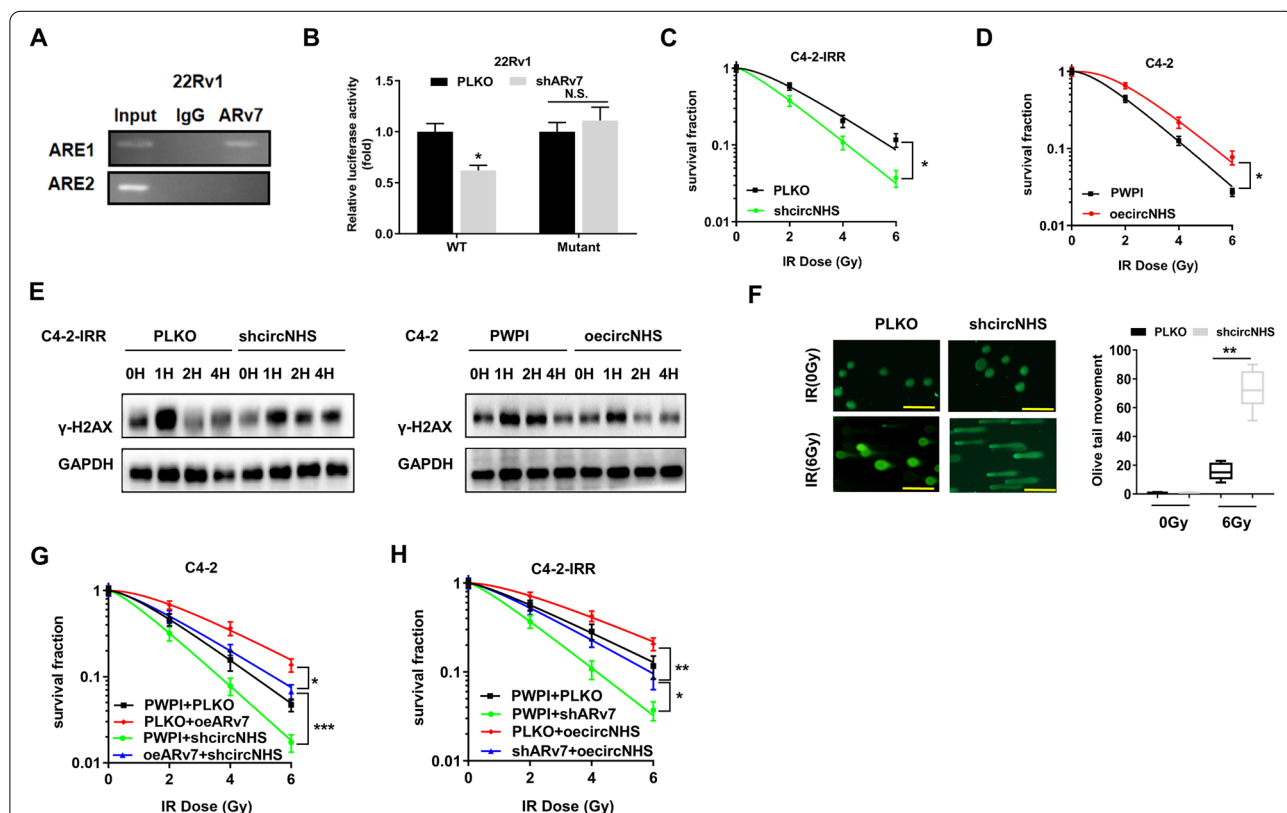 A
22Rv1
Input IgG ARv7
ARE1
ARE2
B
22Rv1
PLKO shARv7
N.S.
*
Relative luciferase activity
(fold)
1.5
1.0
0.5
0.0
WT Mutant
C
C4-2-IRR
survival fraction
1
0.1
0.01
*
PLKO
shcircNHS
0 2 4 6
IR Dose (Gy)
D
C4-2
survival fraction
1
0.1
0.01
*
PWPI
oecircNHS
0 2 4 6
IR Dose (Gy)
E
C4-2-IRR PLKO shcircNHS
0H 1H 2H 4H 0H 1H 2H 4H
γ-H2AX
GAPDH
C4-2 PWPI oecircNHS
0H 1H 2H 4H 0H 1H 2H 4H
γ-H2AX
GAPDH
F
PLKO shcircNHS
IR(0Gy)
IR(6Gy)
PLKO shcircNHS
**
Olive tail movement
100
80
60
40
20
0
0Gy 6Gy
G
C4-2
survival fraction
1
0.1
0.01
*
***
PWPI+PLKO
PLKO+oeARv7
PWPI+shcircNHS
oeARv7+shcircNHS
0 2 4 6
IR Dose (Gy)
H
C4-2-IRR
survival fraction
1
0.1
0.01
**
*
PWPI+PLKO
PWPI+shARv7
PLKO+oecircNHS
shARv7+oecircNHS
0 2 4 6
IR Dose (Gy)